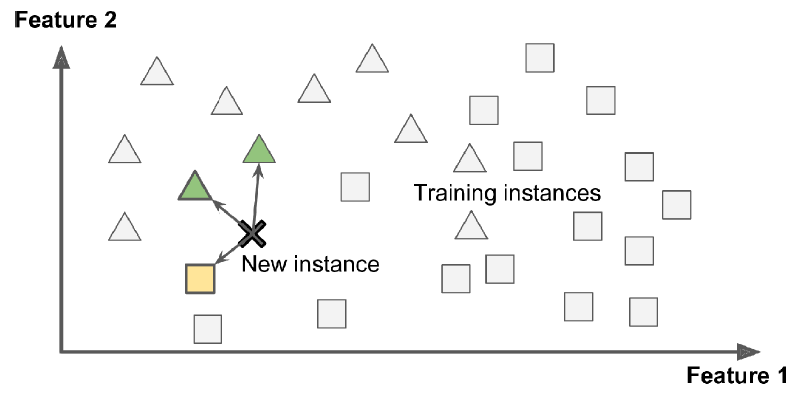 Feature 2
Training instances
New instance
Feature 1